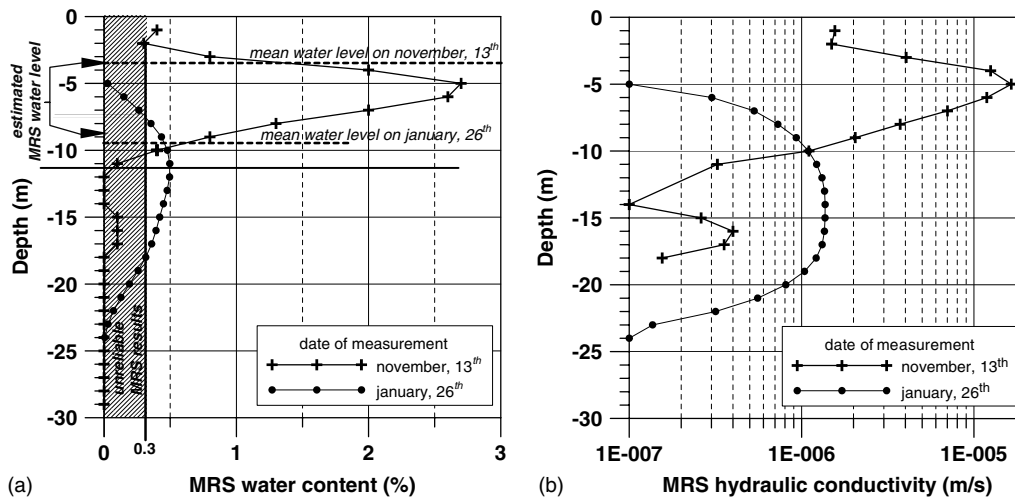 0
-5
-10
-15
-20
-25
-30
Depth (m)
estimated
MRS water level
mean water level on november, 13th
mean water level on january, 26th
unreliable
MRS results
date of measurement
november, 13th
january, 26th
0
0.3
1
2
3
(a)
MRS water content (%)
0
-5
-10
-15
-20
-25
-30
Depth (m)
date of measurement
november, 13th
january, 26th
1E-007
1E-006
1E-005
(b)
MRS hydraulic conductivity (m/s)